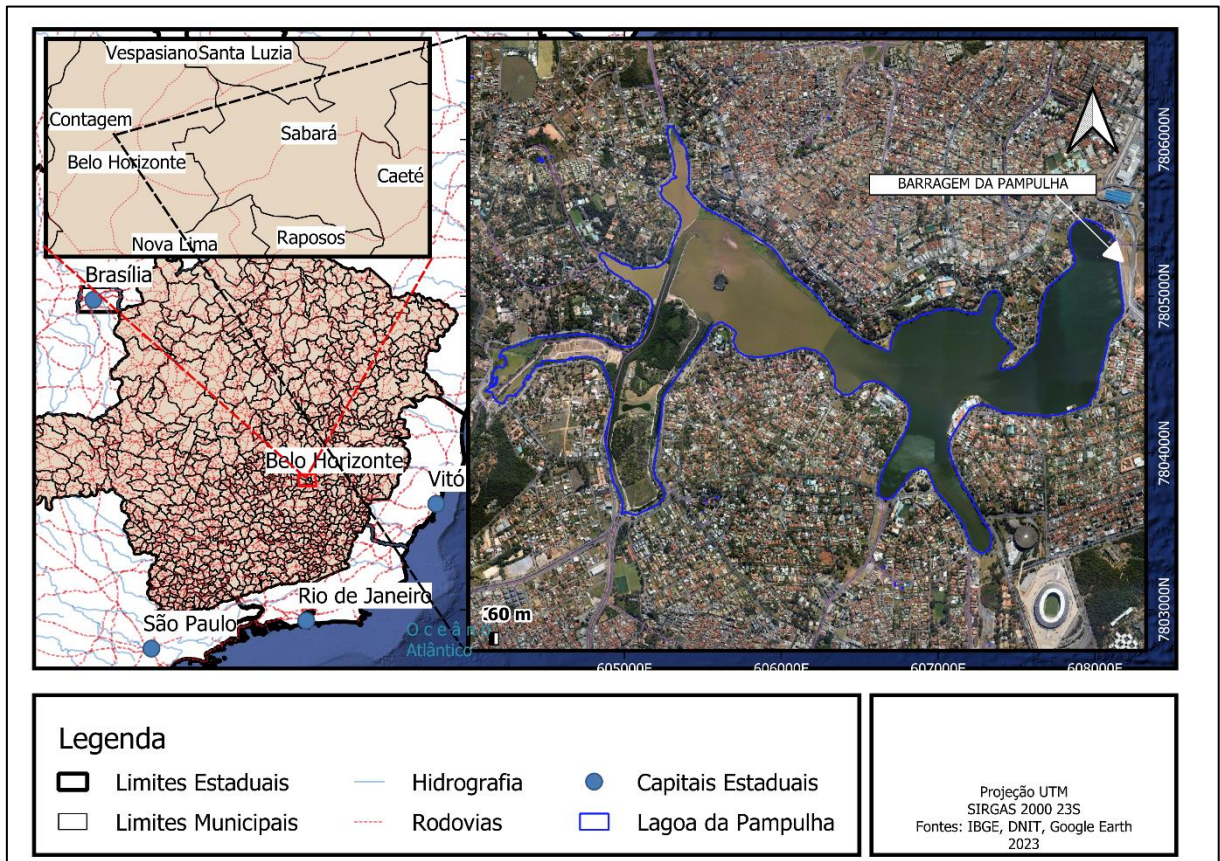 VespasianoSanta Luzia
Contagem
Sabará
Belo Horizonte
Caeté
Nova Lima
Raposos
Brasília
Belo Horizonte
Vitó
Rio de Janeiro
São Paulo
Oceano
Atlântico
BARRAGEM DA PAMPULHA
7806000N
7805000N
7804000N
7803000N
60 m
605000E
606000E
607000E
608000E
Legenda
Limites Estaduais
Hidrografia
Capitais Estaduais
Limites Municipais
Rodovias
Lagoa da Pampulha
Projeção UTM
SIRGAS 2000 23S
Fontes: IBGE, DNIT, Google Earth
2023